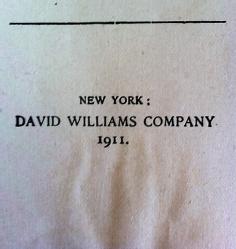 NEW YORK:
DAVID WILLIAMS COMPANY
1911.